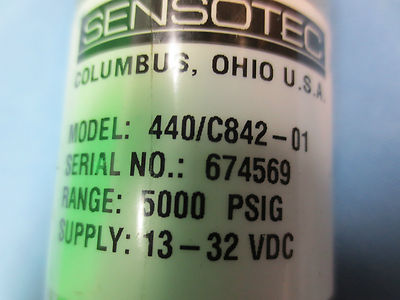 SENSOTEC
COLUMBUS, OHIO U.S.A.
MODEL: 440/C842-01
SERIAL NO.: 674569
RANGE: 5000 PSIG
SUPPLY: 13-32 VDC